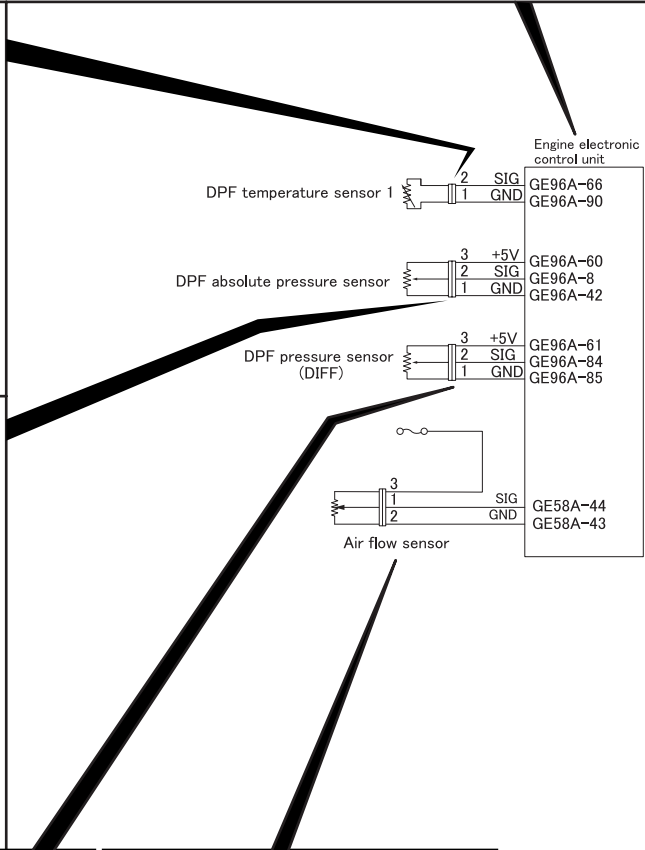 Engine electronic
control unit
DPF temperature sensor 1
2 SIG GE96A-66
1 GND GE96A-90
DPF absolute pressure sensor
3 +5V GE96A-60
2 SIG GE96A-8
1 GND GE96A-42
DPF pressure sensor
(DIFF)
3 +5V GE96A-61
2 SIG GE96A-84
1 GND GE96A-85
3
1 SIG GE58A-44
2 GND GE58A-43
Air flow sensor